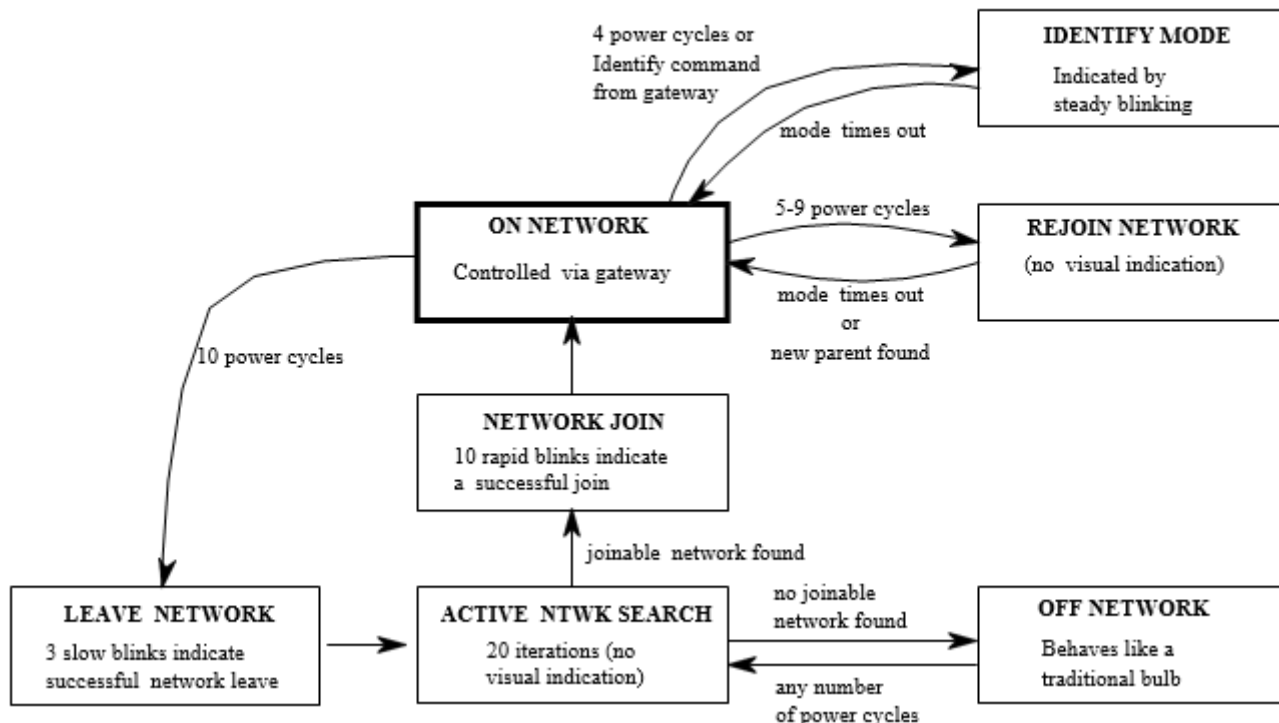 4 power cycles or
Identify command
from gateway
IDENTIFY MODE
Indicated by
steady blinking
mode times out
ON NETWORK
Controlled via gateway
5-9 power cycles
REJOIN NETWORK
(no visual indication)
mode times out
or
new parent found
10 power cycles
NETWORK JOIN
10 rapid blinks indicate
a successful join
joinable network found
LEAVE NETWORK
3 slow blinks indicate
successful network leave
ACTIVE NTWK SEARCH
20 iterations (no
visual indication)
no joinable
network found
OFF NETWORK
Behaves like a
traditional bulb
any number
of power cycles